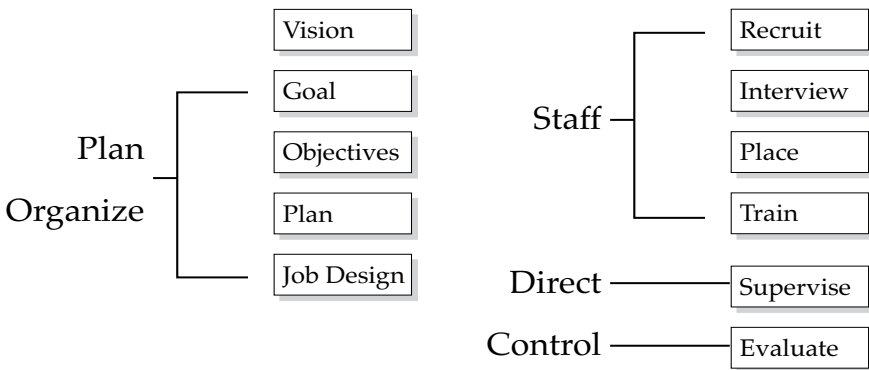 Plan
Organize
Vision
Goal
Objectives
Plan
Job Design
Staff
Recruit
Interview
Place
Train
Direct
Supervise
Control
Evaluate